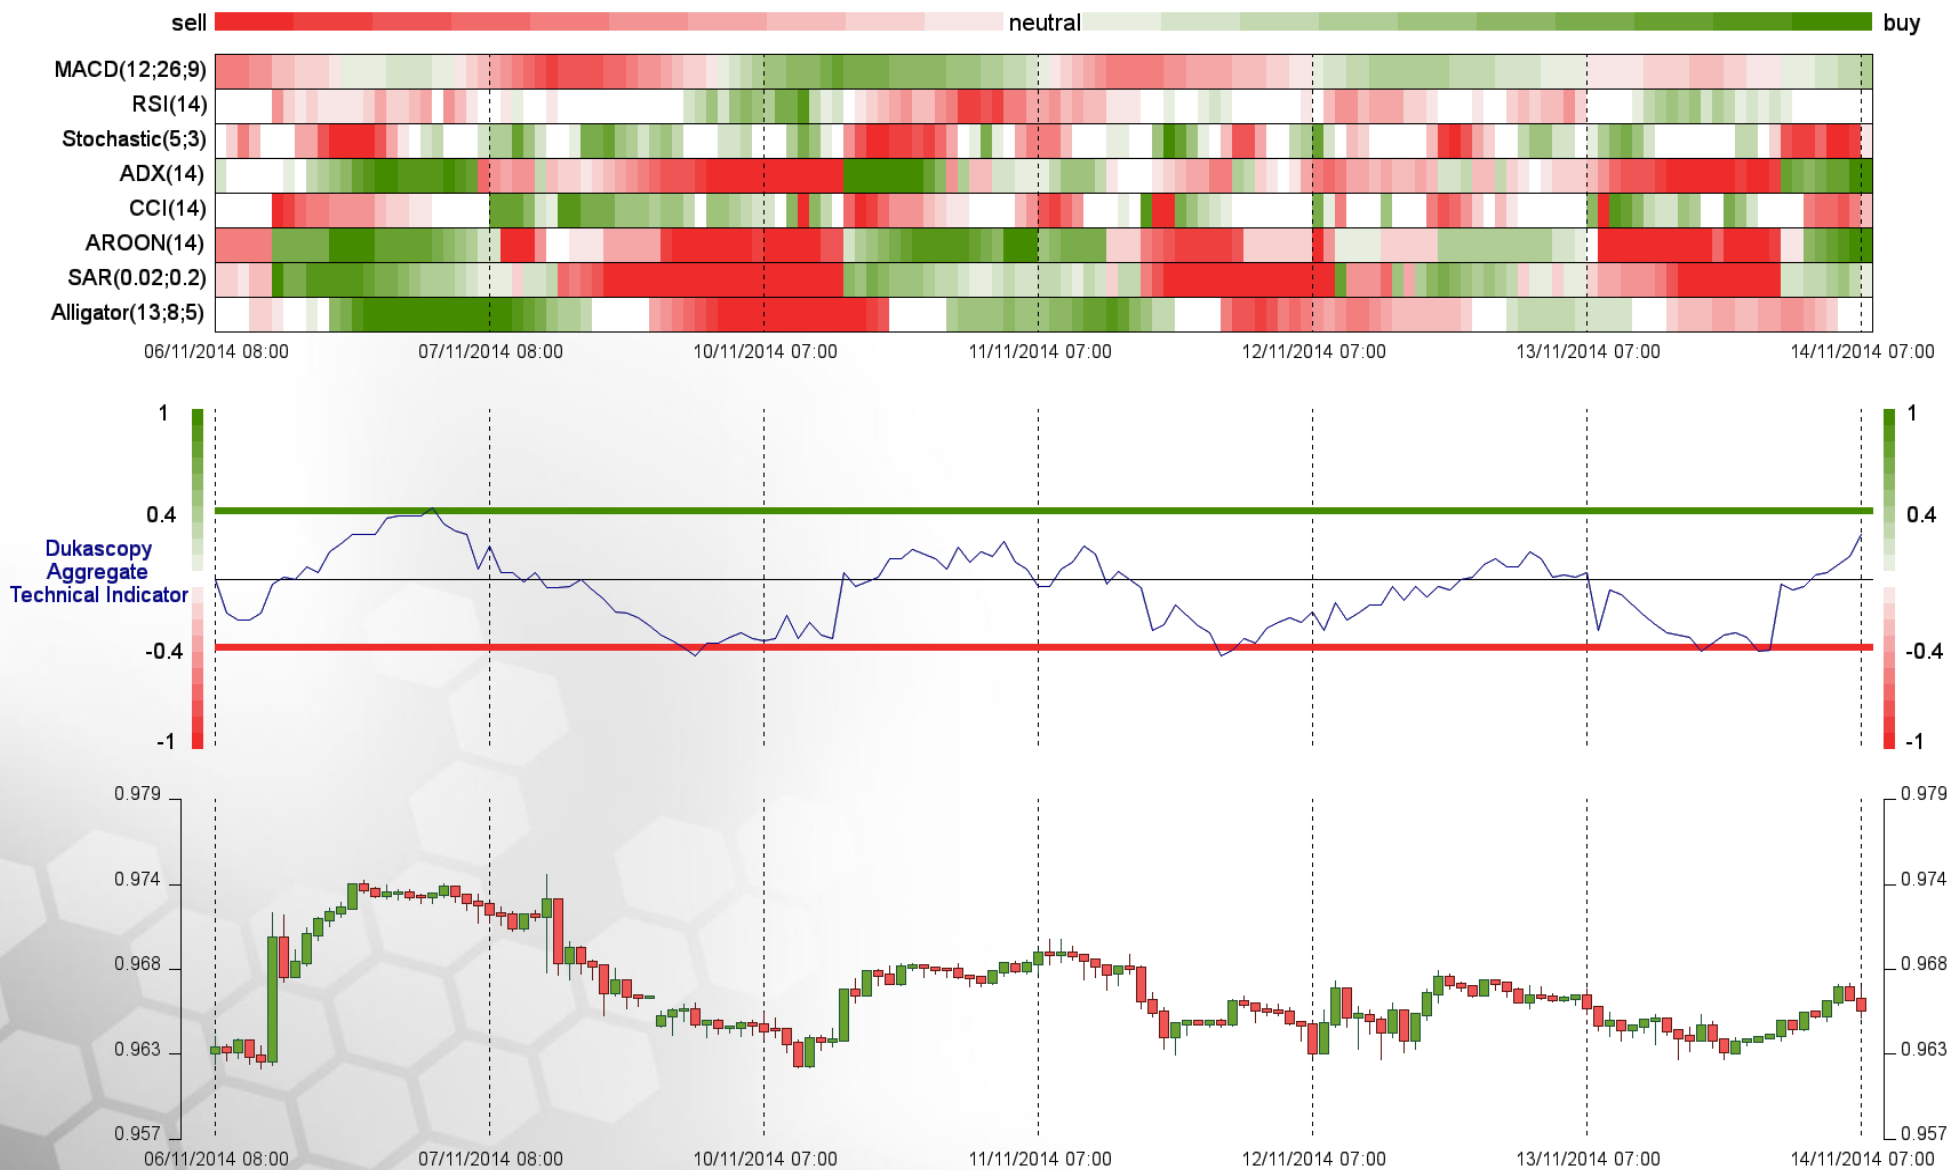 sell neutral buy
MACD(12;26;9)
RSI(14)
Stochastic(5;3)
ADX(14)
CCI(14)
AROON(14)
SAR(0.02;0.2)
Alligator(13;8;5)
06/11/2014 08:00 07/11/2014 08:00 10/11/2014 07:00 11/11/2014 07:00 12/11/2014 07:00 13/11/2014 07:00 14/11/2014 07:00
1 1
0.4 0.4
Dukascopy
Aggregate
Technical Indicator
-0.4 -0.4
-1 -1
0.979 0.979
0.974 0.974
0.968 0.968
0.963 0.963
0.957 0.957
06/11/2014 08:00 07/11/2014 08:00 10/11/2014 07:00 11/11/2014 07:00 12/11/2014 07:00 13/11/2014 07:00 14/11/2014 07:00